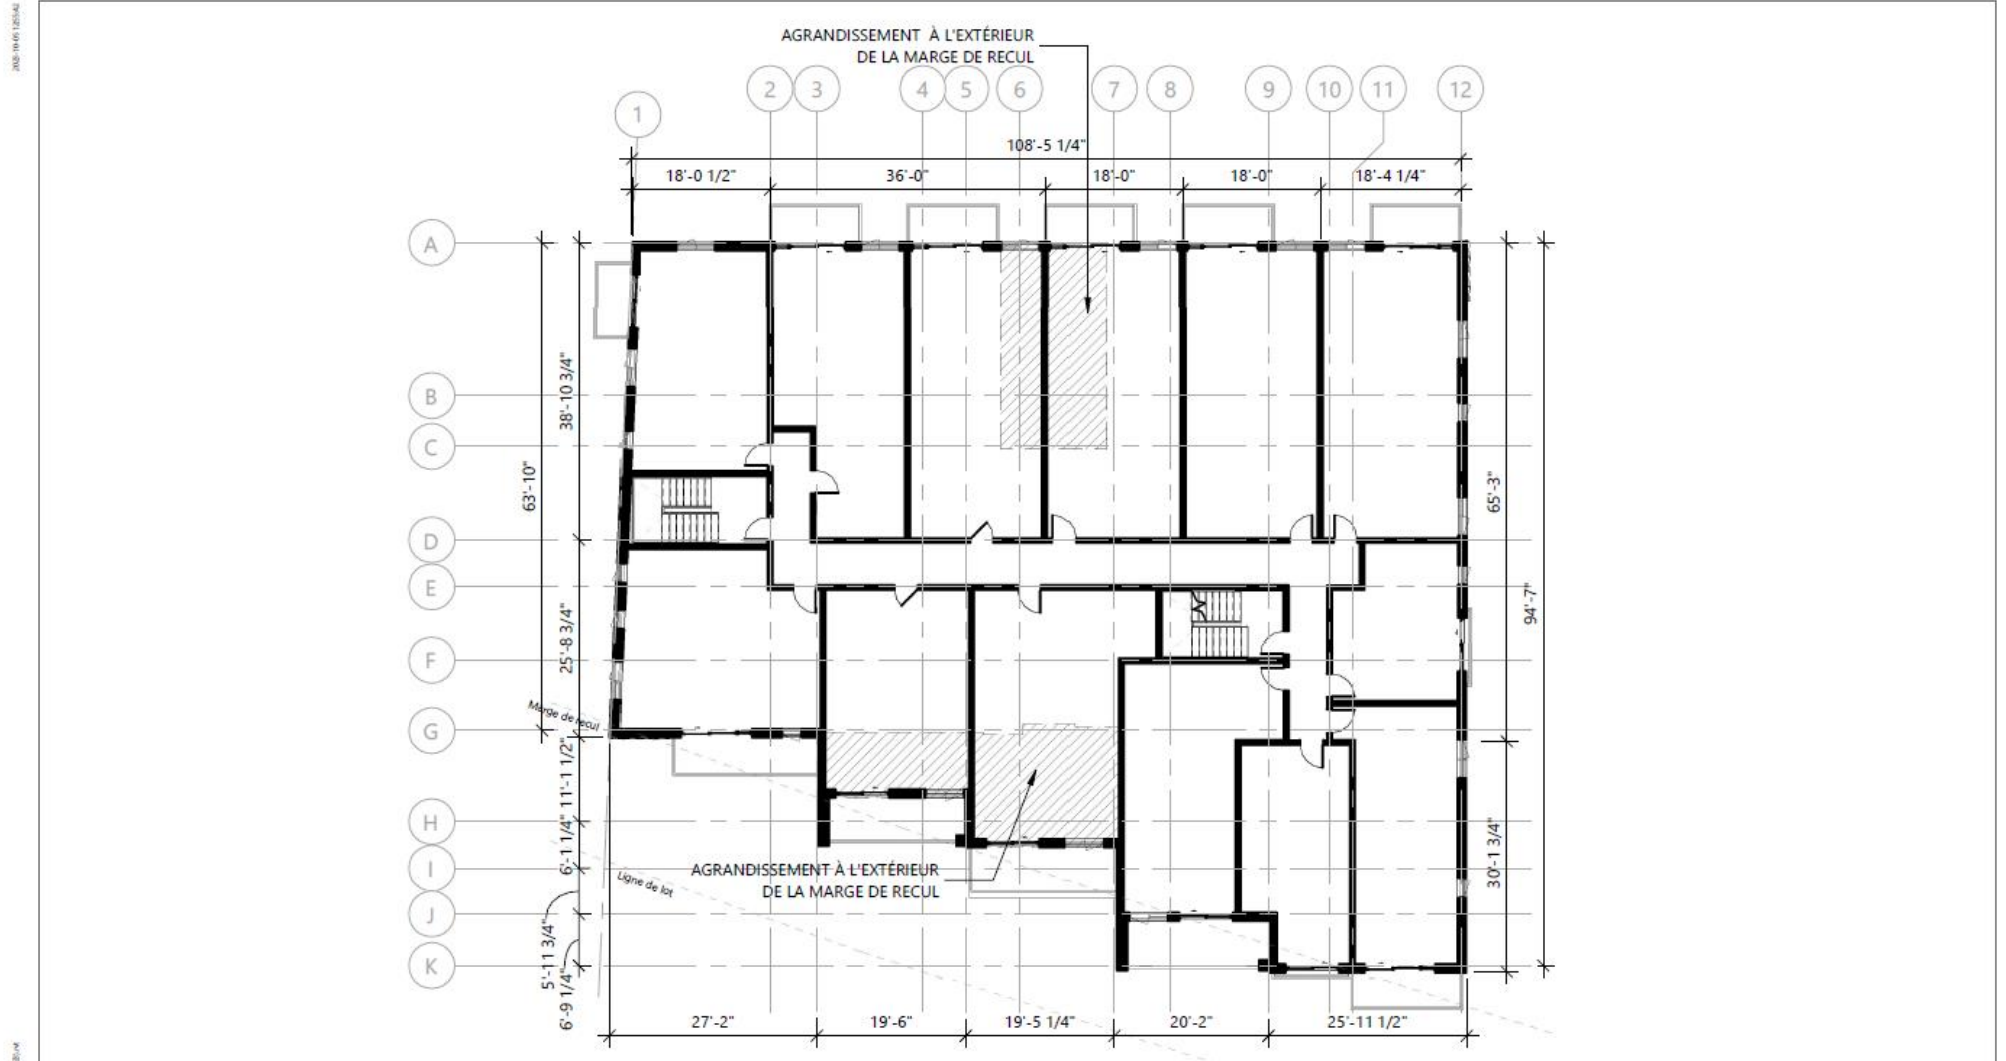 AGRANDISSEMENT À L'EXTÉRIEUR
DE LA MARGE DE RECUL
1
2
3
4
5
6
7
8
9
10
11
12
108'-5 1/4"
18'-0 1/2"
36'-0"
18'-0"
18'-0"
18'-4 1/4"
A
B
C
D
E
F
G
H
I
J
K
63'-10"
38'-10 3/4"
25'-8 3/4"
11'-1 1/2"
6'-1 1/4"
5'-11 3/4"
6'-9 1/4"
65'-3"
94'-7"
30'-1 3/4"
Marge de recul
Ligne de lot
AGRANDISSEMENT À L'EXTÉRIEUR
DE LA MARGE DE RECUL
27'-2"
19'-6"
19'-5 1/4"
20'-2"
25'-11 1/2"